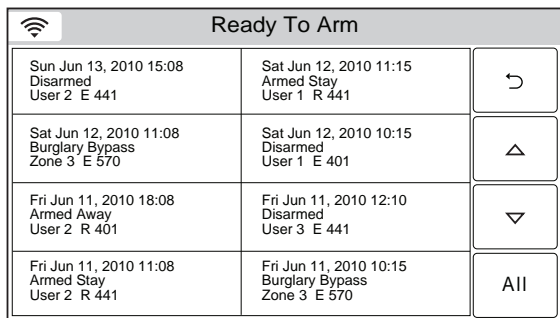 Ready To Arm
Sun Jun 13, 2010 15:08
Disarmed
User 2 E 441
Sat Jun 12, 2010 11:15
Armed Stay
User 1 R 441
Sat Jun 12, 2010 11:08
Burglary Bypass
Zone 3 E 570
Sat Jun 12, 2010 10:15
Disarmed
User 1 E 401
Fri Jun 11, 2010 18:08
Armed Away
User 2 R 401
Fri Jun 11, 2010 12:10
Disarmed
User 3 E 441
Fri Jun 11, 2010 11:08
Armed Stay
User 2 R 441
Fri Jun 11, 2010 10:15
Burglary Bypass
Zone 3 E 570
All